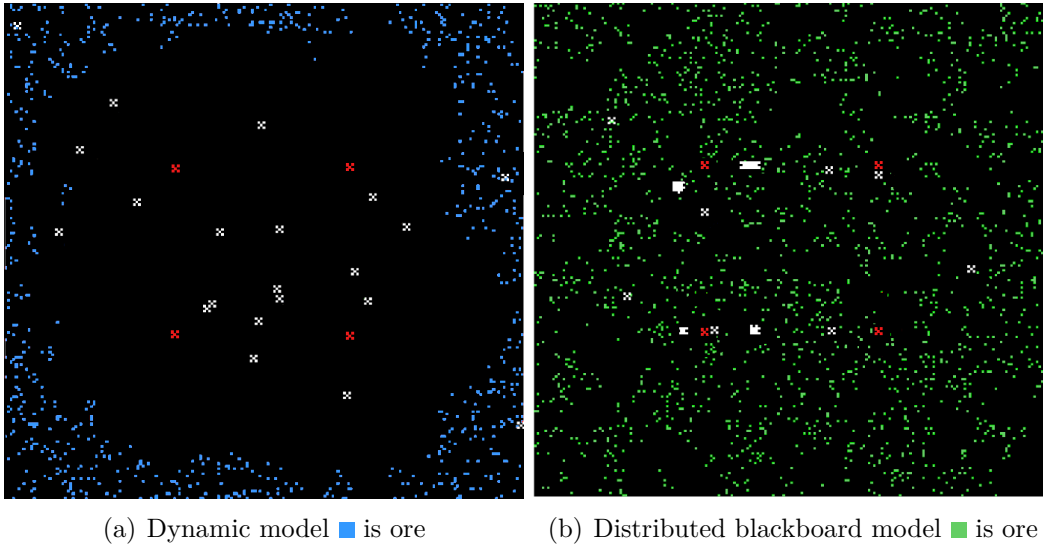 (a) Dynamic model ■ is ore
(b) Distributed blackboard model ■ is ore